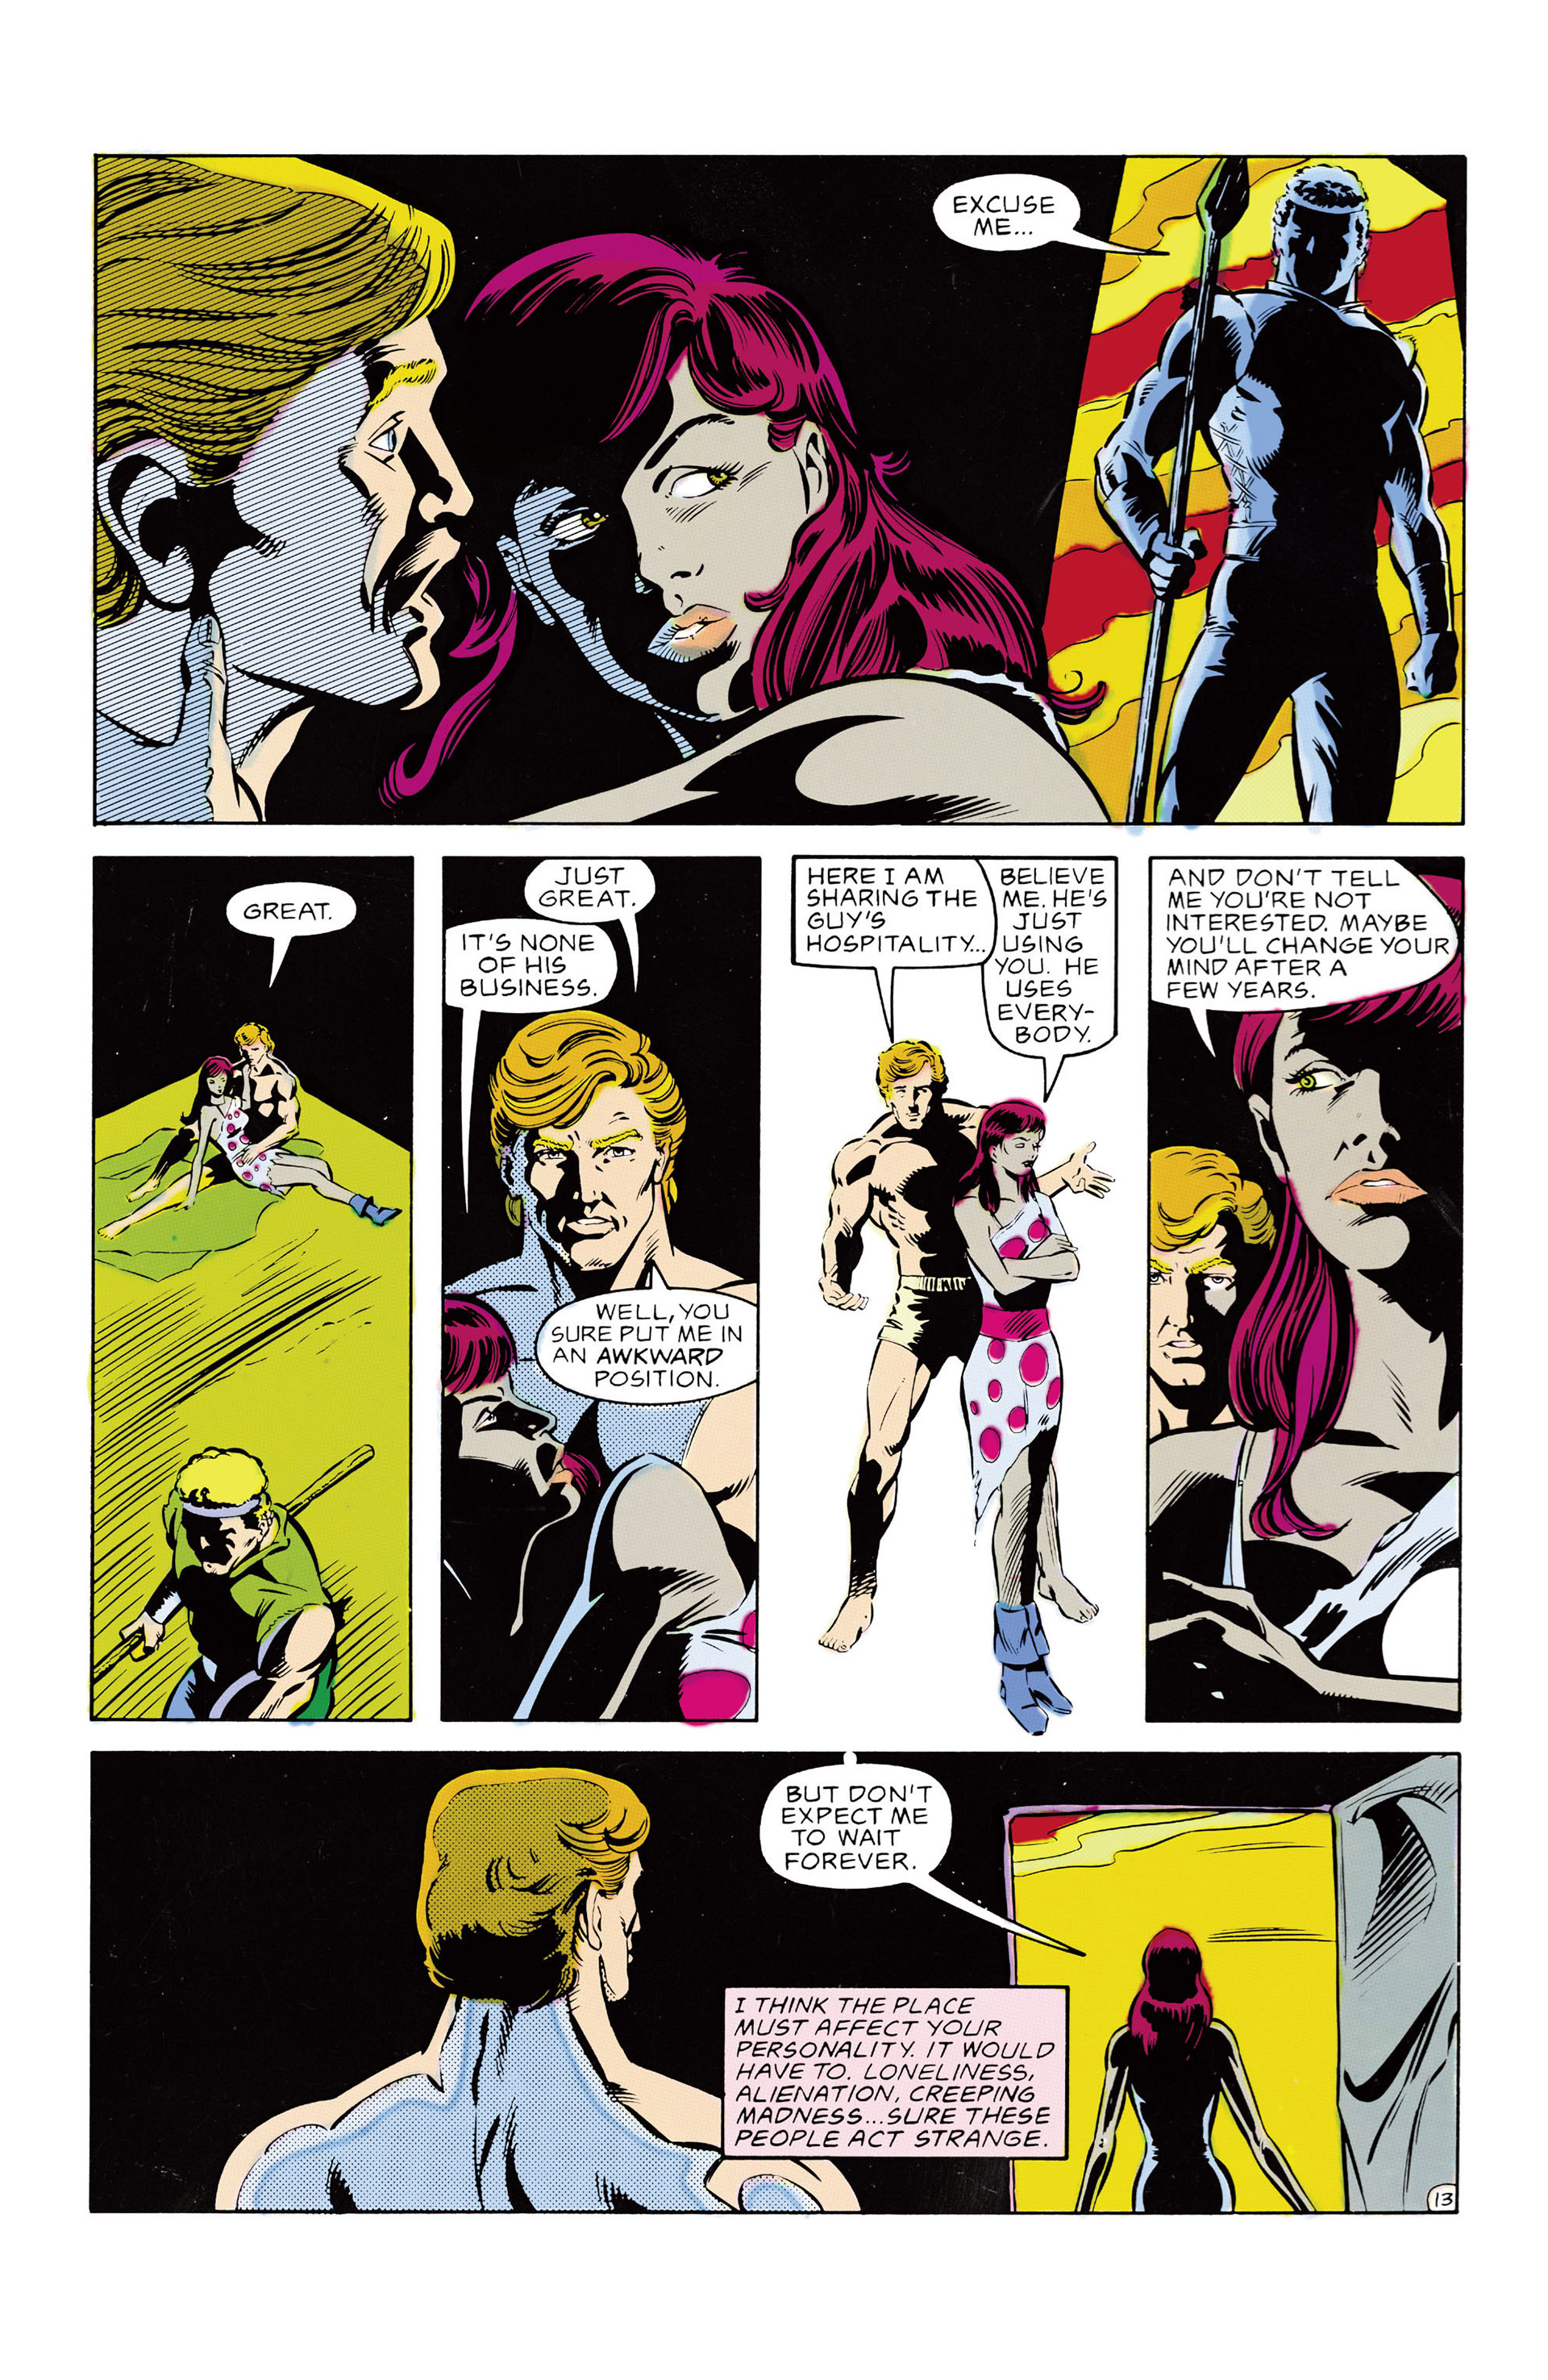 EXCUSE
ME...
GREAT.
JUST
GREAT.
IT'S NONE
OF HIS
BUSINESS.
WELL, YOU
SURE PUT ME IN
AN AWKWARD
POSITION.
HERE I AM
SHARING THE
GUY'S
HOSPITALITY...
BELIEVE
ME. HE'S
JUST
USING
YOU. HE
USES
EVERY-
BODY.
AND DON'T TELL
ME YOU'RE NOT
INTERESTED. MAYBE
YOU'LL CHANGE YOUR
MIND AFTER A
FEW YEARS.
BUT DON'T
EXPECT ME
TO WAIT
FOREVER.
I THINK THE PLACE
MUST AFFECT YOUR
PERSONALITY. IT WOULD
HAVE TO. LONELINESS,
ALIENATION, CREEPING
MADNESS...SURE THESE
PEOPLE ACT STRANGE.
13